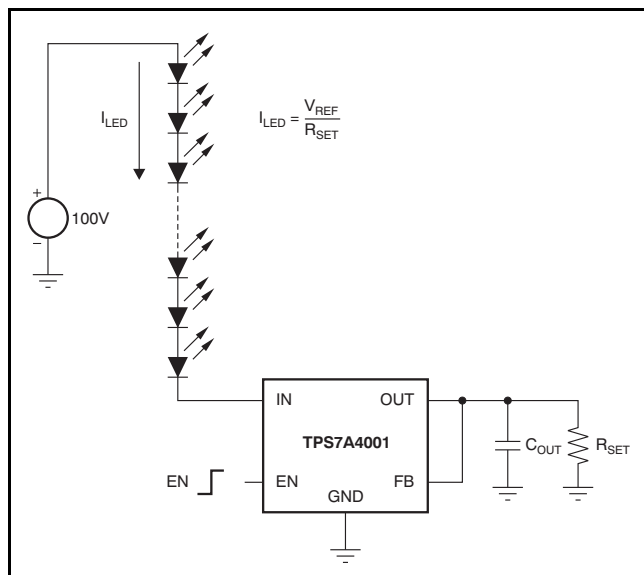 I_LED
I_LED = V_REF / R_SET
+
100V
−
IN OUT
TPS7A4001
EN EN FB
GND
C_OUT R_SET